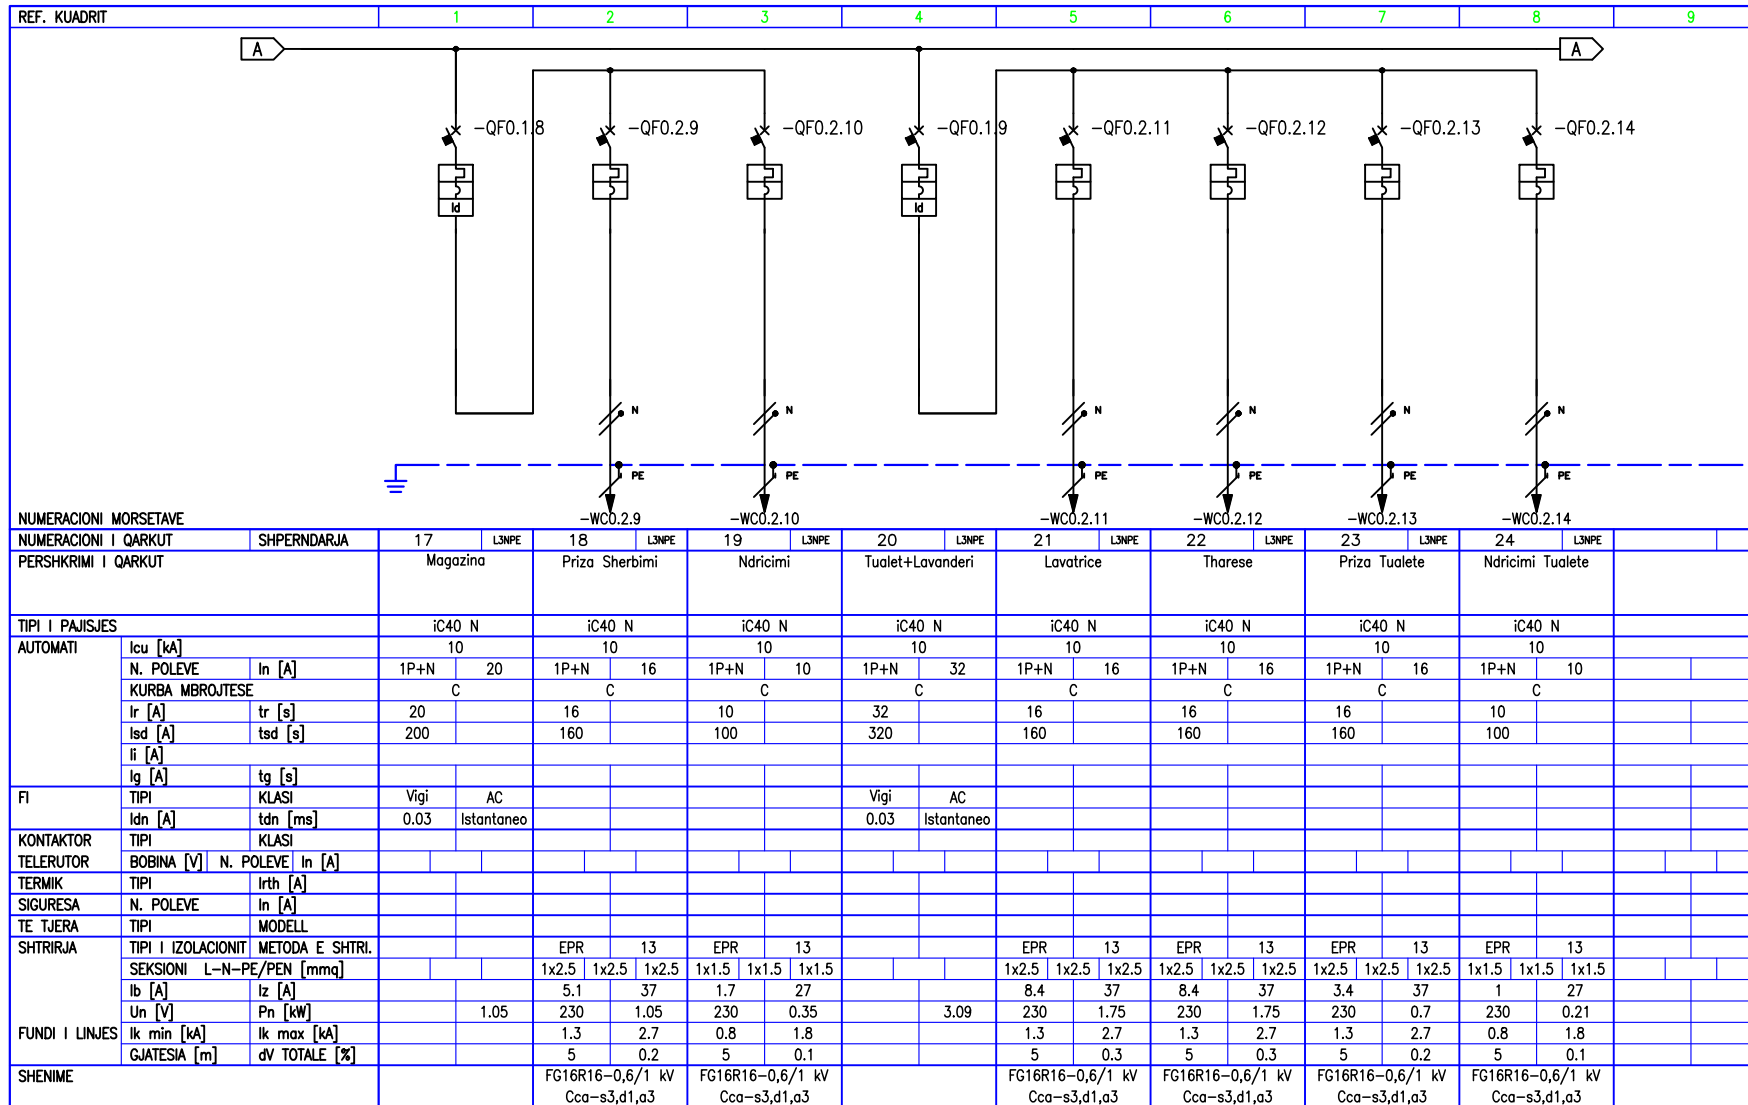 REF. KUADRIT 1 2 3 4 5 6 7 8 9
A A
-QF0.1.8 -QF0.2.9 -QF0.2.10 -QF0.1.9 -QF0.2.11 -QF0.2.12 -QF0.2.13 -QF0.2.14
Id Id
N N N N N N
PE PE PE PE PE PE
NUMERACIONI MORSETAVE -WC0.2.9 -WC0.2.10 -WC0.2.11 -WC0.2.12 -WC0.2.13 -WC0.2.14
NUMERACIONI I QARKUT SHPERNDARJA 17 L3NPE 18 L3NPE 19 L3NPE 20 L3NPE 21 L3NPE 22 L3NPE 23 L3NPE 24 L3NPE
PERSHKRIMI I QARKUT Magazina Priza Sherbimi Ndricimi Tualet+Lavanderi Lavatrice Tharese Priza Tualete Ndricimi Tualete
TIPI I PAJISJES iC40 N iC40 N iC40 N iC40 N iC40 N iC40 N iC40 N iC40 N
AUTOMATI Icu [kA] 10 10 10 10 10 10 10 10
N. POLEVE In [A] 1P+N 20 1P+N 16 1P+N 10 1P+N 32 1P+N 16 1P+N 16 1P+N 16 1P+N 10
KURBA MBROJTESE C C C C C C C C
Ir [A] tr [s] 20 16 10 32 16 16 16 10
Isd [A] tsd [s] 200 160 100 320 160 160 160 100
Ii [A]
Ig [A] tg [s]
FI TIPI KLASI Vigi AC Vigi AC
Idn [A] tdn [ms] 0.03 Istantaneo 0.03 Istantaneo
KONTAKTOR TIPI KLASI
TELERUTOR BOBINA [V] N. POLEVE In [A]
TERMIK TIPI Irth [A]
SIGURESA N. POLEVE In [A]
TE TJERA TIPI MODELL
SHTRIRJA TIPI I IZOLACIONIT METODA E SHTRI. EPR 13 EPR 13 EPR 13 EPR 13 EPR 13 EPR 13
SEKSIONI L-N-PE/PEN [mmq] 1x2.5 1x2.5 1x2.5 1x1.5 1x1.5 1x1.5 1x2.5 1x2.5 1x2.5 1x2.5 1x2.5 1x2.5 1x2.5 1x2.5 1x2.5 1x1.5 1x1.5 1x1.5
Ib [A] Iz [A] 5.1 37 1.7 27 8.4 37 8.4 37 3.4 37 1 27
Un [V] Pn [kW] 1.05 230 1.05 230 0.35 3.09 230 1.75 230 1.75 230 0.7 230 0.21
FUNDI I LINJES Ik min [kA] Ik max [kA] 1.3 2.7 0.8 1.8 1.3 2.7 1.3 2.7 1.3 2.7 0.8 1.8
GJATESIA [m] dV TOTALE [%] 5 0.2 5 0.1 5 0.3 5 0.3 5 0.2 5 0.1
SHENIME FG16R16-0,6/1 kV FG16R16-0,6/1 kV FG16R16-0,6/1 kV FG16R16-0,6/1 kV FG16R16-0,6/1 kV FG16R16-0,6/1 kV
Cca-s3,d1,a3 Cca-s3,d1,a3 Cca-s3,d1,a3 Cca-s3,d1,a3 Cca-s3,d1,a3 Cca-s3,d1,a3